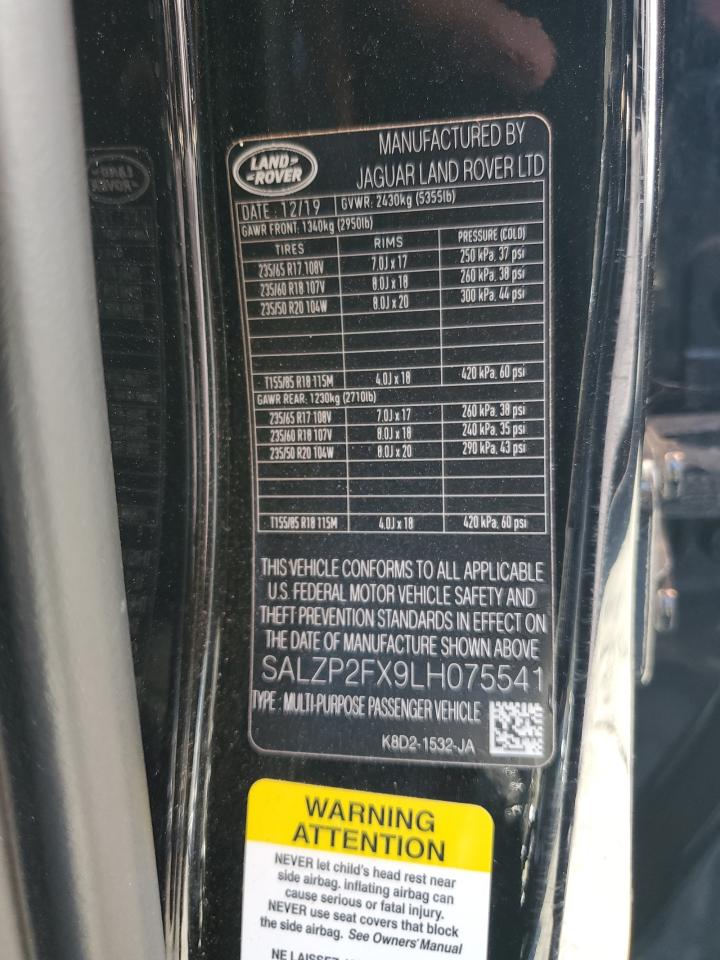 LAND-
-ROVER
MANUFACTURED BY
JAGUAR LAND ROVER LTD
DATE: 12/19 GVWR: 2430kg (5355lb)
GAWR FRONT: 1340kg (2950lb)
TIRES RIMS PRESSURE (COLD)
235/65 R17 108V 7.0J x 17 250 kPa, 37 psi
235/60 R18 107V 8.0J x 18 260 kPa, 38 psi
235/50 R20 104W 8.0J x 20 300 kPa, 44 psi
T155/85 R18 115M 4.0J x 18 420 kPa, 60 psi
GAWR REAR: 1230kg (2710lb)
235/65 R17 108V 7.0J x 17 260 kPa, 38 psi
235/60 R18 107V 8.0J x 18 240 kPa, 35 psi
235/50 R20 104W 8.0J x 20 290 kPa, 43 psi
T155/85 R18 115M 4.0J x 18 420 kPa, 60 psi
THIS VEHICLE CONFORMS TO ALL APPLICABLE
U.S. FEDERAL MOTOR VEHICLE SAFETY AND
THEFT PREVENTION STANDARDS IN EFFECT ON
THE DATE OF MANUFACTURE SHOWN ABOVE
SALZP2FX9LH075541
TYPE: MULTI-PURPOSE PASSENGER VEHICLE
K8D2-1532-JA
WARNING
ATTENTION
NEVER let child's head rest near
side airbag. inflating airbag can
cause serious or fatal injury.
NEVER use seat covers that block
the side airbag. See Owners' Manual